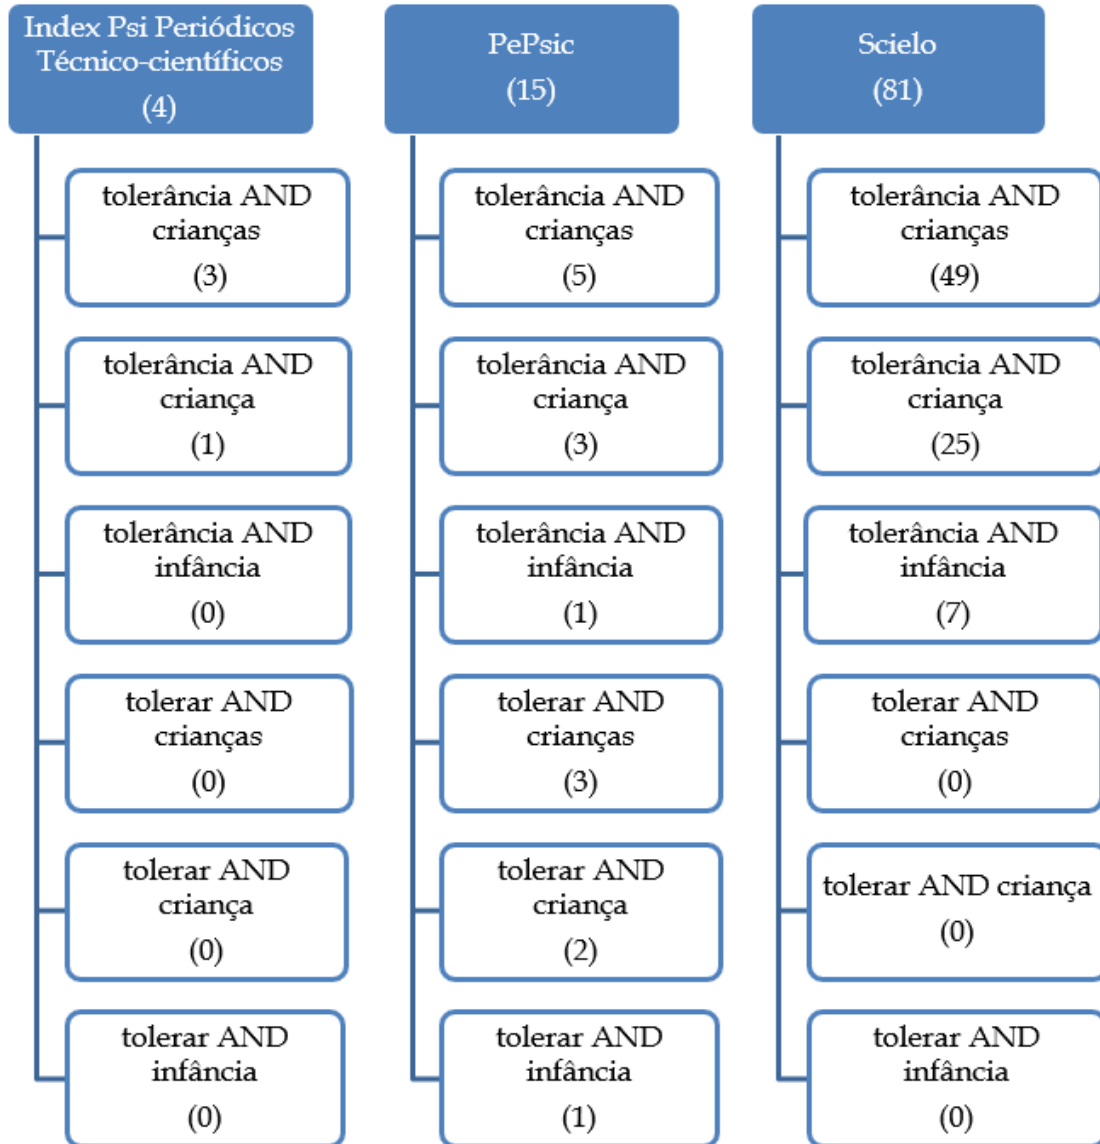 Index Psi Periódicos
Técnico-científicos
(4)
tolerância AND
crianças
(3)
tolerância AND
criança
(1)
tolerância AND
infância
(0)
tolerar AND
crianças
(0)
tolerar AND
criança
(0)
tolerar AND
infância
(0)
PePsic
(15)
tolerância AND
crianças
(5)
tolerância AND
criança
(3)
tolerância AND
infância
(1)
tolerar AND
crianças
(3)
tolerar AND
criança
(2)
tolerar AND
infância
(1)
Scielo
(81)
tolerância AND
crianças
(49)
tolerância AND
criança
(25)
tolerância AND
infância
(7)
tolerar AND
crianças
(0)
tolerar AND criança
(0)
tolerar AND
infância
(0)